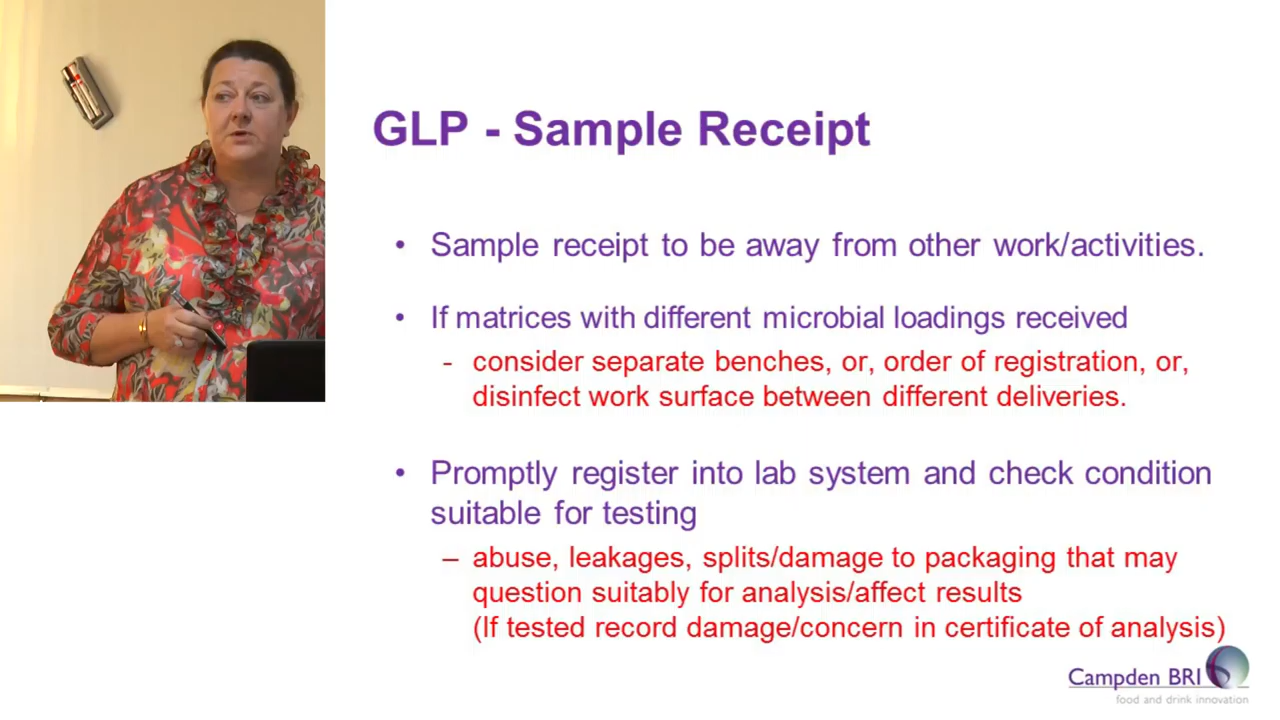 GLP - Sample Receipt
• Sample receipt to be away from other work/activities.
• If matrices with different microbial loadings received
- consider separate benches, or, order of registration, or,
disinfect work surface between different deliveries.
• Promptly register into lab system and check condition
suitable for testing
– abuse, leakages, splits/damage to packaging that may
question suitably for analysis/affect results
(If tested record damage/concern in certificate of analysis)
Campden BRI
food and drink innovation